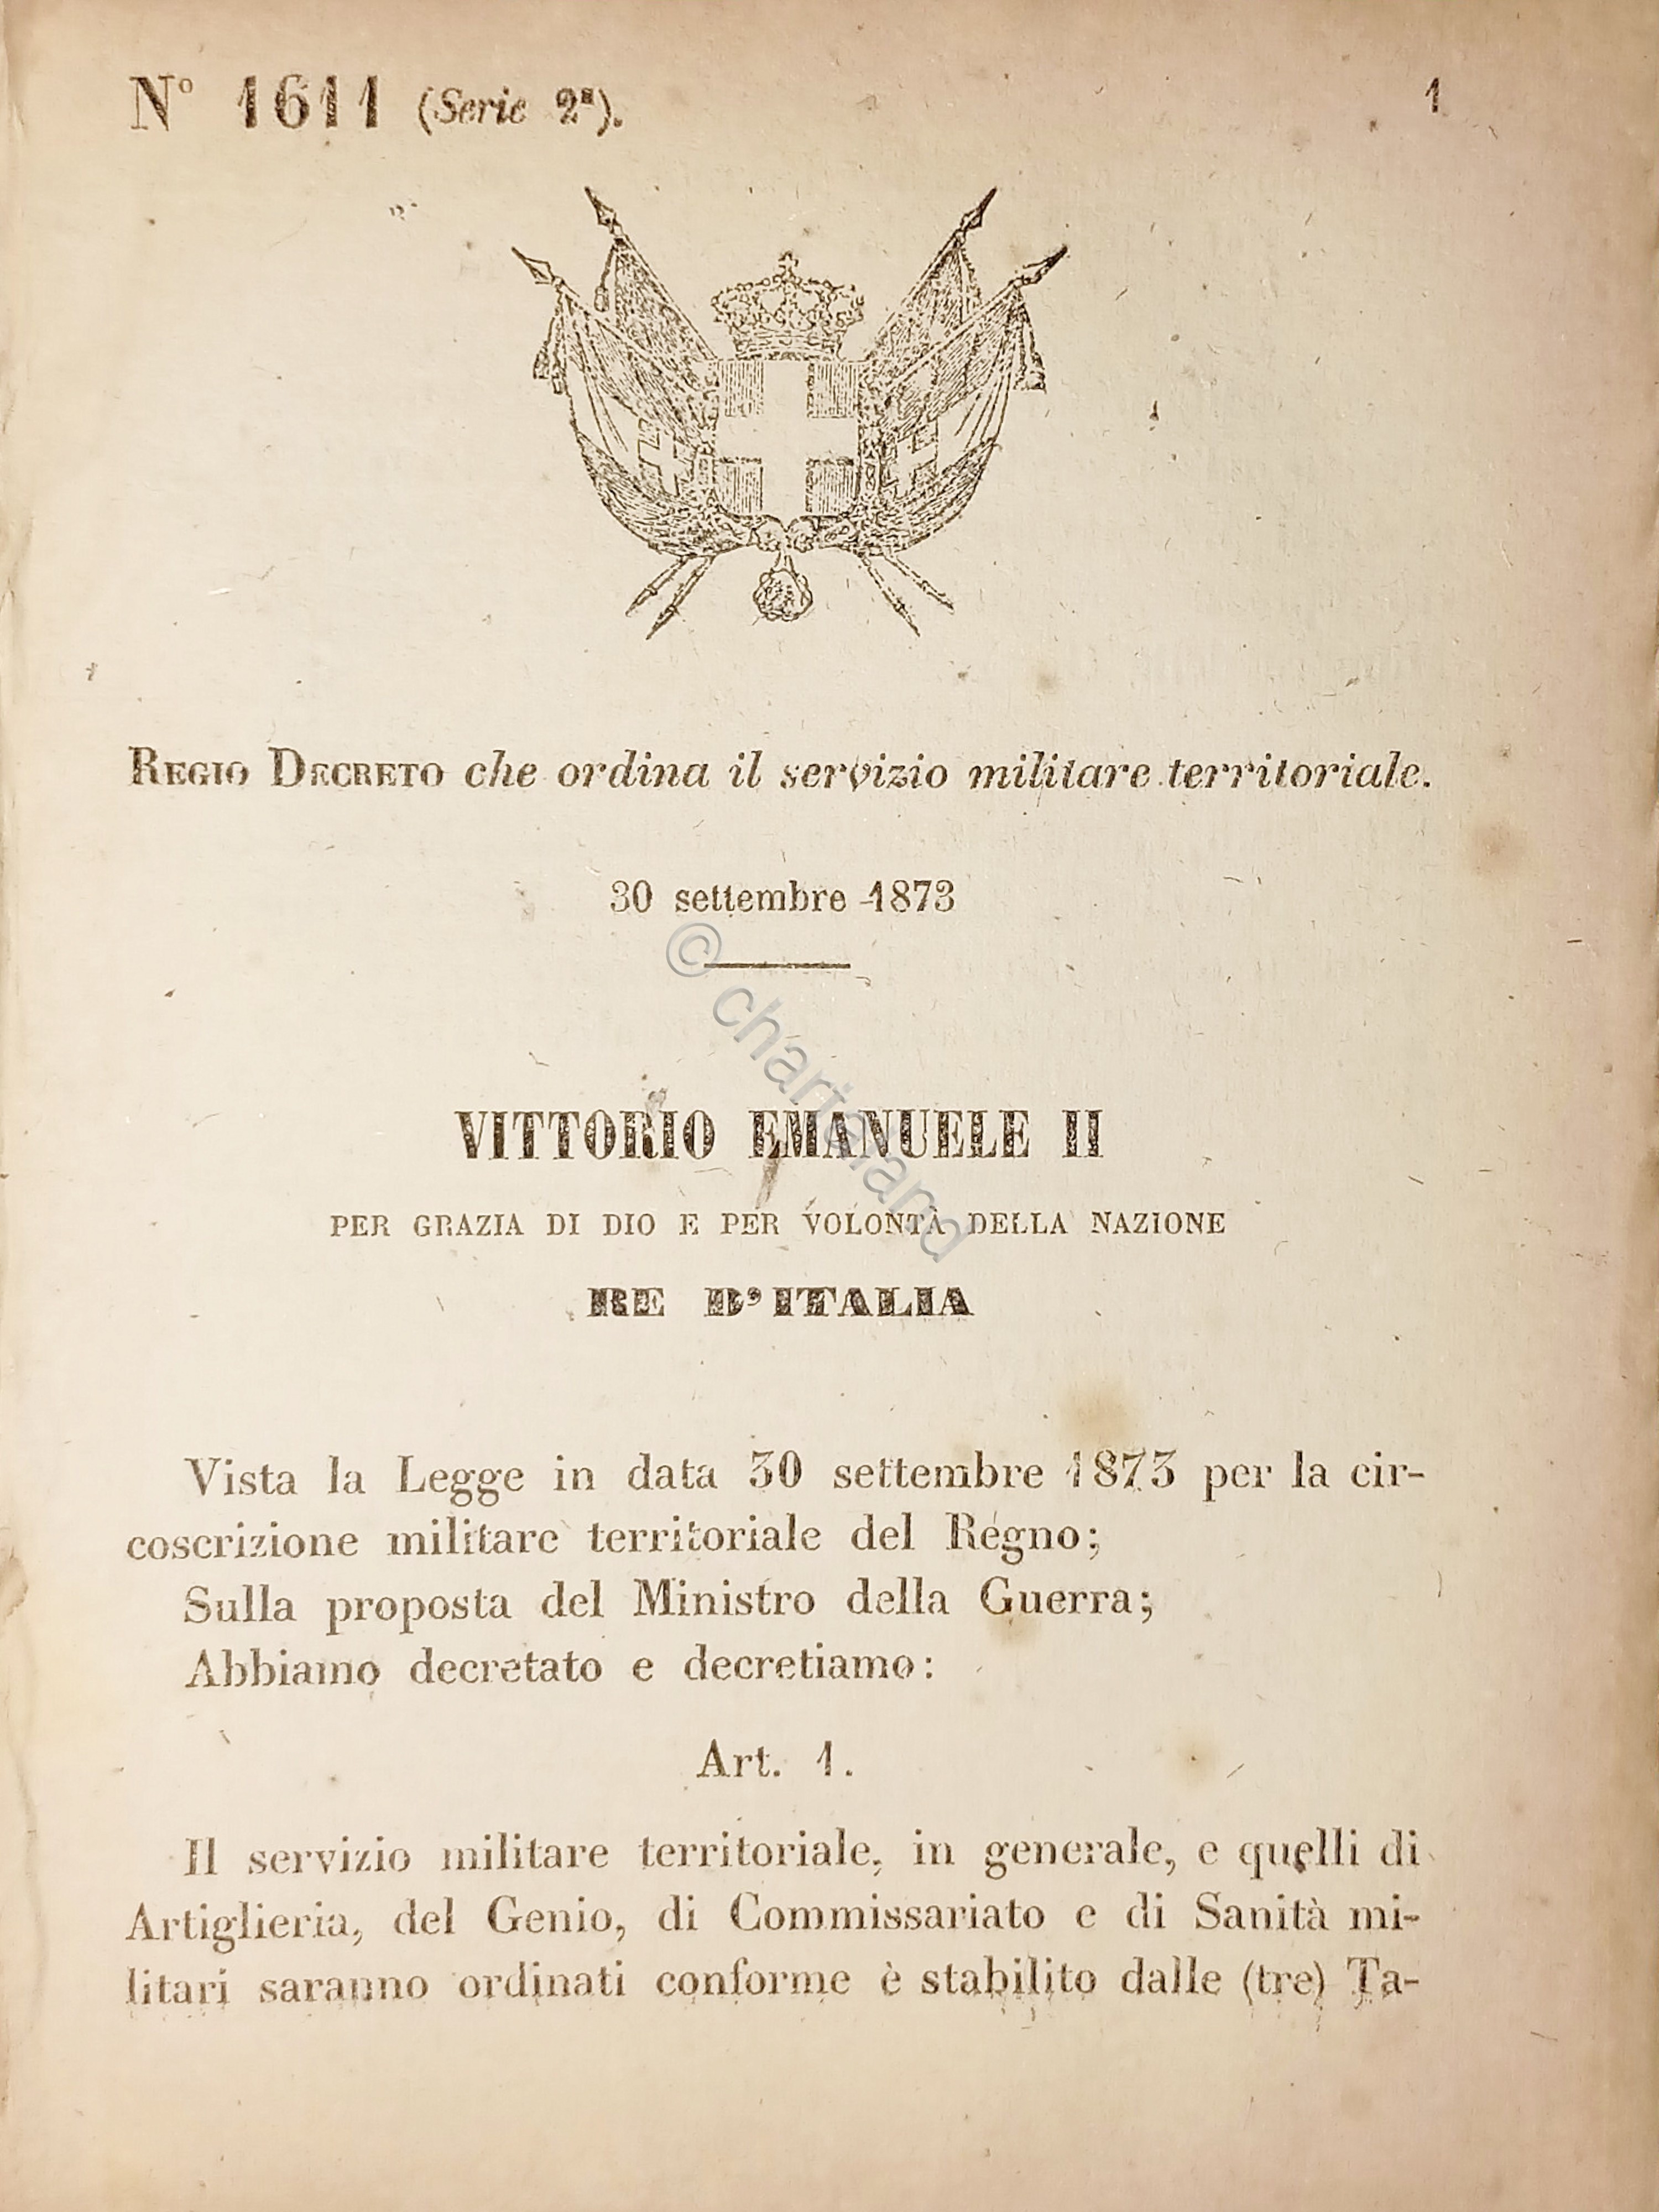 N° 1611 (Serie 2ª). 1
REGIO DECRETO che ordina il servizio militare territoriale.
30 settembre 1873
© chartaland
VITTORIO EMANUELE II
PER GRAZIA DI DIO E PER VOLONTÀ DELLA NAZIONE
RE D'ITALIA
Vista la Legge in data 30 settembre 1873 per la cir-
coscrizione militare territoriale del Regno;
Sulla proposta del Ministro della Guerra;
Abbiamo decretato e decretiamo:
Art. 1.
Il servizio militare territoriale, in generale, e quelli di
Artiglieria, del Genio, di Commissariato e di Sanità mi-
litari saranno ordinati conforme è stabilito dalle (tre) Ta-